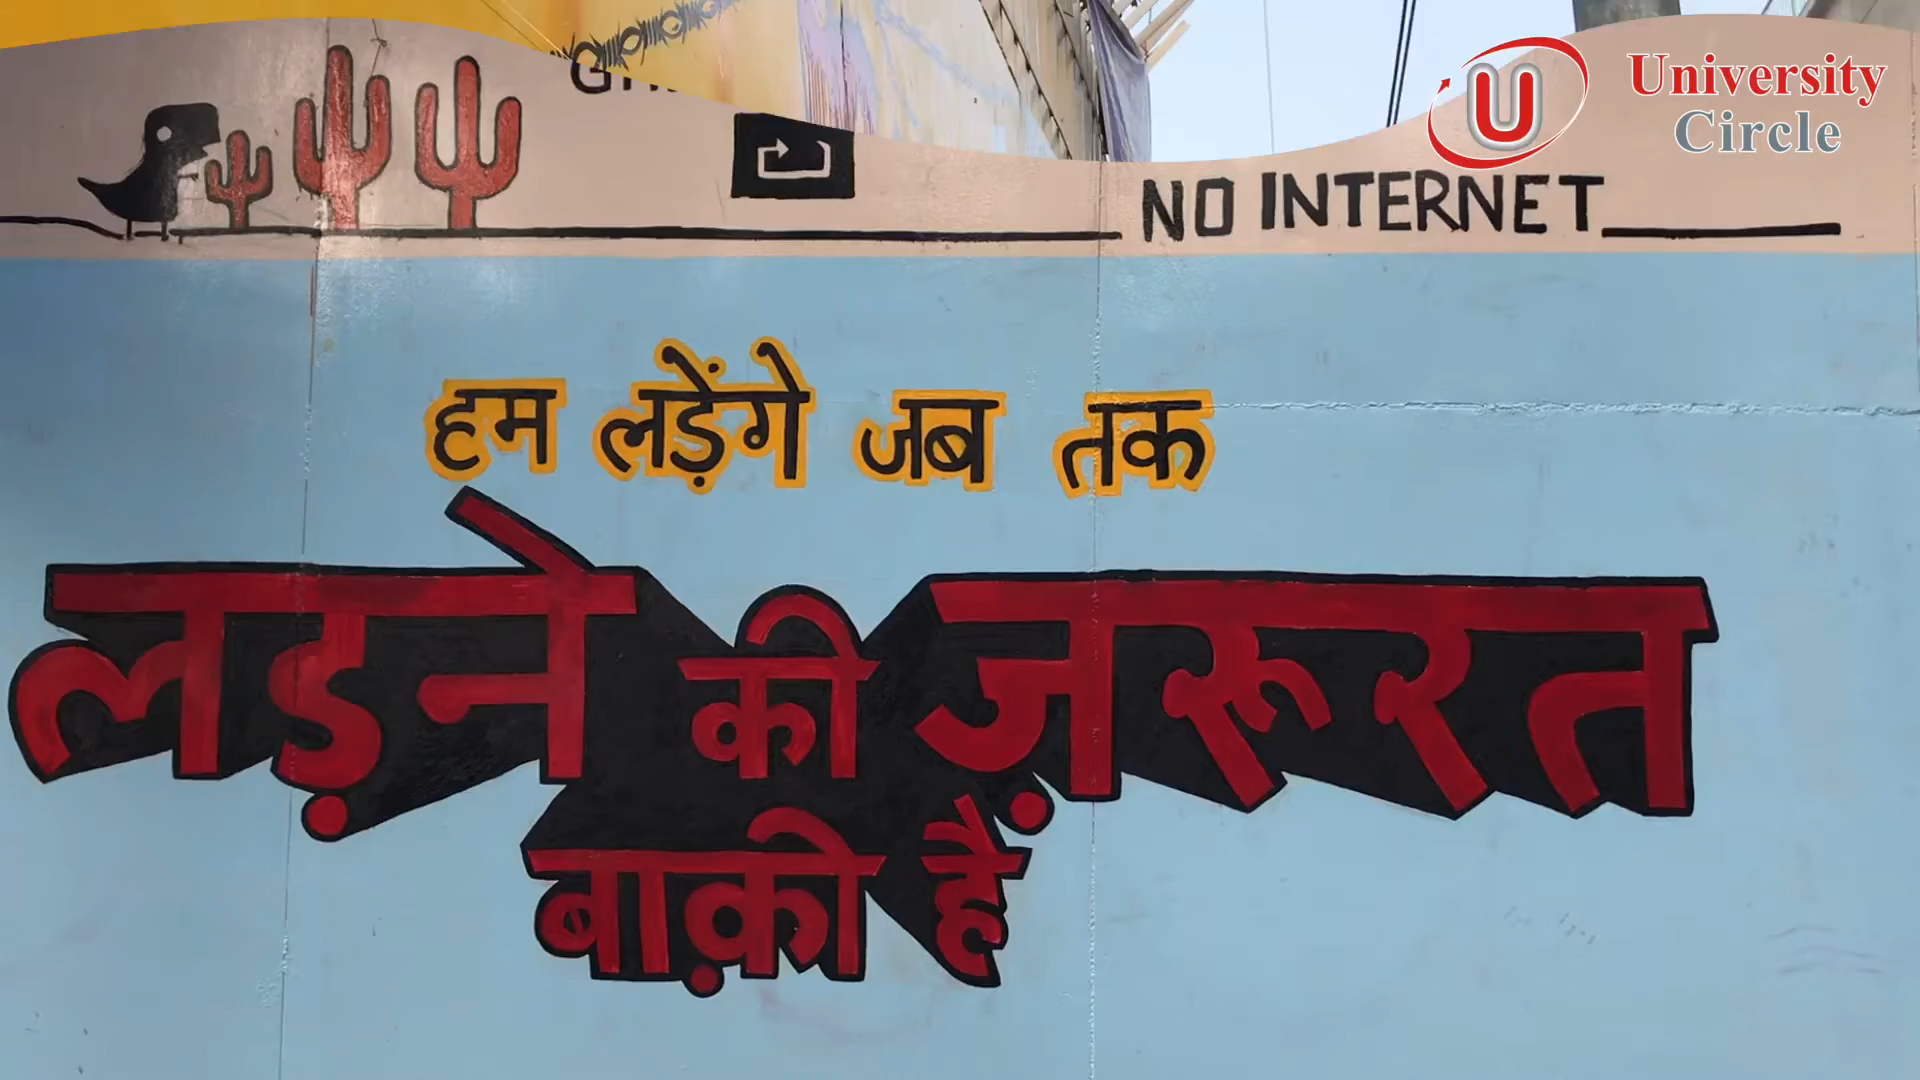 University
Circle
U
NO INTERNET
हम लड़ेंगे जब तक
लड़ने की ज़रूरत
बाक़ी है